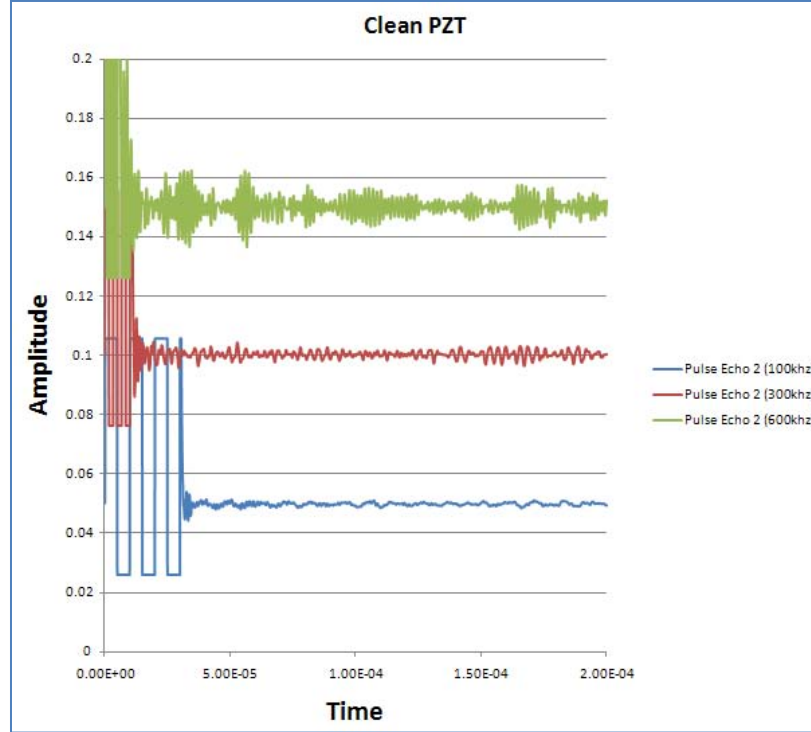 Clean PZT
Amplitude
0.2
0.18
0.16
0.14
0.12
0.1
0.08
0.06
0.04
0.02
0
0.00E+00 5.00E-05 1.00E-04 1.50E-04 2.00E-04
Time
Pulse Echo 2 (100khz
Pulse Echo 2 (300khz
Pulse Echo 2 (600khz